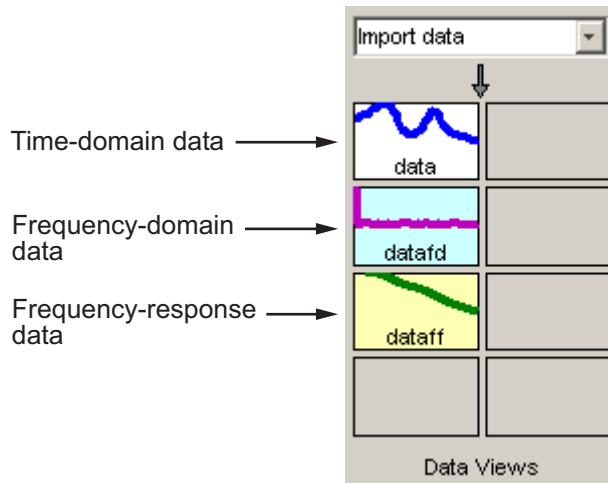 Import data
Time-domain data
data
Frequency-domain
data
datafd
Frequency-response
data
dataff
Data Views